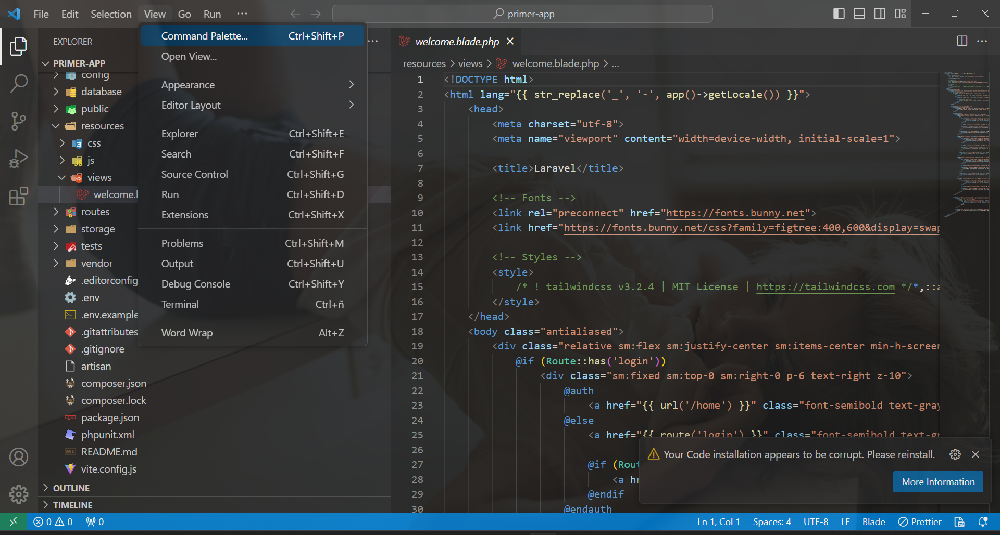 File Edit Selection View Go Run ... primer-app
EXPLORER
PRIMER-APP
config
database
public
resources
css
js
views
welcome.l
routes
storage
tests
vendor
.editorconfig
.env
.env.example
.gitattributes
.gitignore
artisan
composer.json
composer.lock
package.json
phpunit.xml
README.md
vite.config.js
OUTLINE
TIMELINE
Command Palette... Ctrl+Shift+P
Open View...
Appearance
Editor Layout
Explorer Ctrl+Shift+E
Search Ctrl+Shift+F
Source Control Ctrl+Shift+G
Run Ctrl+Shift+D
Extensions Ctrl+Shift+X
Problems Ctrl+Shift+M
Output Ctrl+Shift+U
Debug Console Ctrl+Shift+Y
Terminal Ctrl+ñ
Word Wrap Alt+Z
welcome.blade.php
resources > views > welcome.blade.php > ...
1 <!DOCTYPE html>
2 <html lang="{{ str_replace('_', '-', app()->getLocale()) }}">
3 <head>
4 <meta charset="utf-8">
5 <meta name="viewport" content="width=device-width, initial-scale=1">
6
7 <title>Laravel</title>
8
9 <!-- Fonts -->
10 <link rel="preconnect" href="https://fonts.bunny.net">
11 <link href="https://fonts.bunny.net/css?family=figtree:400,600&display=swap
12
13 <!-- Styles -->
14 <style>
15 /* ! tailwindcss v3.2.4 | MIT License | https://tailwindcss.com */*,::a
16 </style>
17 </head>
18 <body class="antialiased">
19 <div class="relative sm:flex sm:justify-center sm:items-center min-h-screen
20 @if (Route::has('login'))
21 <div class="sm:fixed sm:top-0 sm:right-0 p-6 text-right z-10">
22 @auth
23 <a href="{{ url('/home') }}" class="font-semibold text-gray
24 @else
25 <a href="{{ route('login') }}" class="font-semibold text-gr
26
27 @if (Rout
28 <a hr
29 @endif
30 @endauth
Your Code installation appears to be corrupt. Please reinstall.
More Information
0 0 0 Ln 1, Col 1 Spaces: 4 UTF-8 LF Blade Prettier